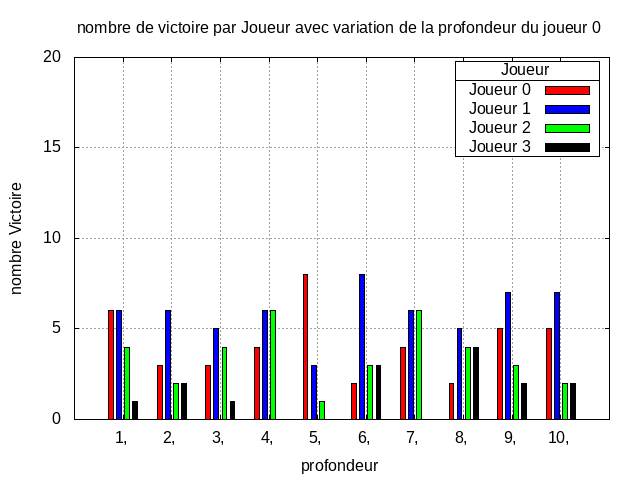 nombre de victoire par Joueur avec variation de la profondeur du joueur 0
Joueur
Joueur 0
Joueur 1
Joueur 2
Joueur 3
nombre Victoire
20
15
10
5
0
1, 2, 3, 4, 5, 6, 7, 8, 9, 10,
profondeur